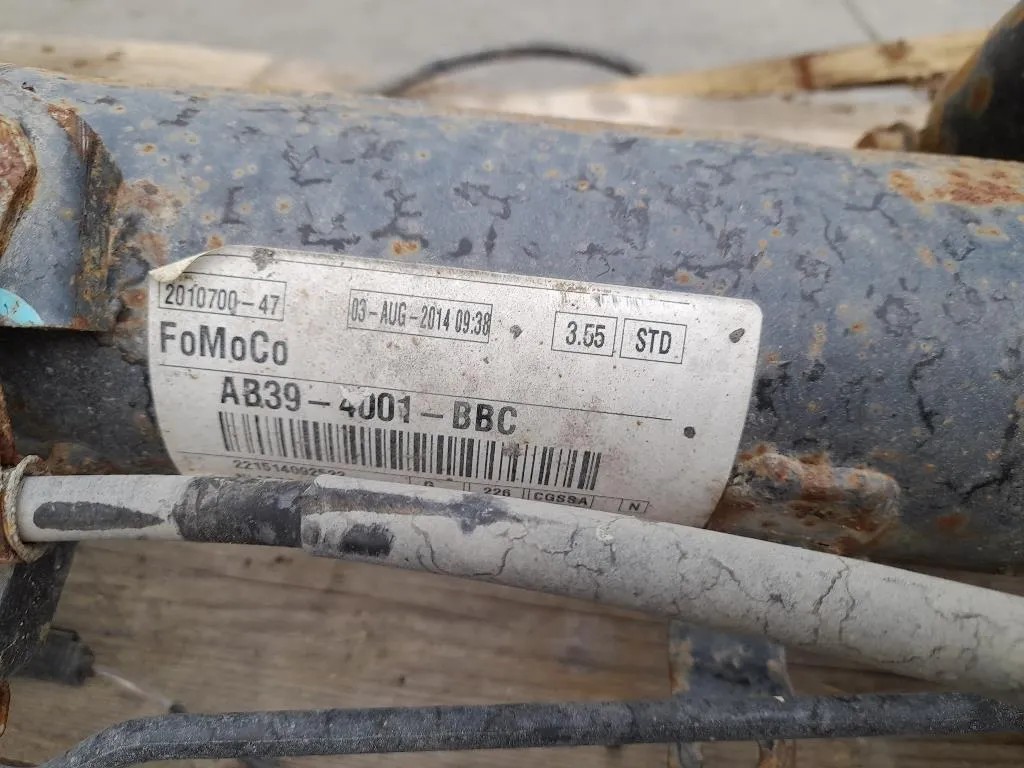 2010700-47 03-AUG-2014 09:38 3.55 STD
FoMoCo
AB39-4001-BBC
G 226 CGSSA N